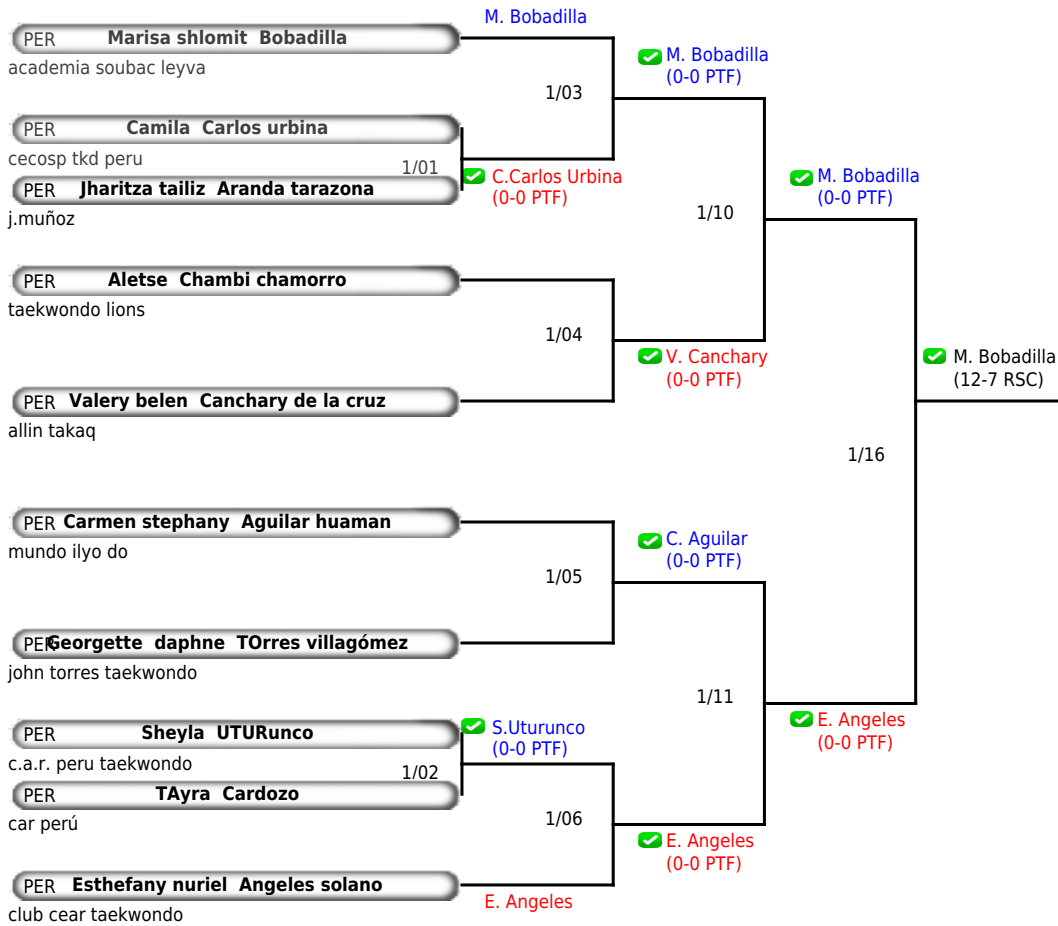 M. Bobadilla
PER Marisa shlomit Bobadilla
academia soubac leyva
1/03
M. Bobadilla
(0-0 PTF)
PER Camila Carlos urbina
cecosp tkd peru
1/01
C.Carlos Urbina
(0-0 PTF)
PER Jharitza tailiz Aranda tarazona
j.muñoz
1/10
M. Bobadilla
(0-0 PTF)
PER Aletse Chambi chamorro
taekwondo lions
1/04
V. Canchary
(0-0 PTF)
PER Valery belen Canchary de la cruz
allin takaq
1/16
M. Bobadilla
(12-7 RSC)
PER Carmen stephany Aguilar huaman
mundo ilyo do
1/05
C. Aguilar
(0-0 PTF)
PER Georgette daphne TOrres villagómez
john torres taekwondo
1/11
E. Angeles
(0-0 PTF)
PER Sheyla UTURunco
c.a.r. peru taekwondo
1/02
S.Uturunco
(0-0 PTF)
PER TAyra Cardozo
car perú
1/06
E. Angeles
(0-0 PTF)
PER Esthefany nuriel Angeles solano
club cear taekwondo
E. Angeles